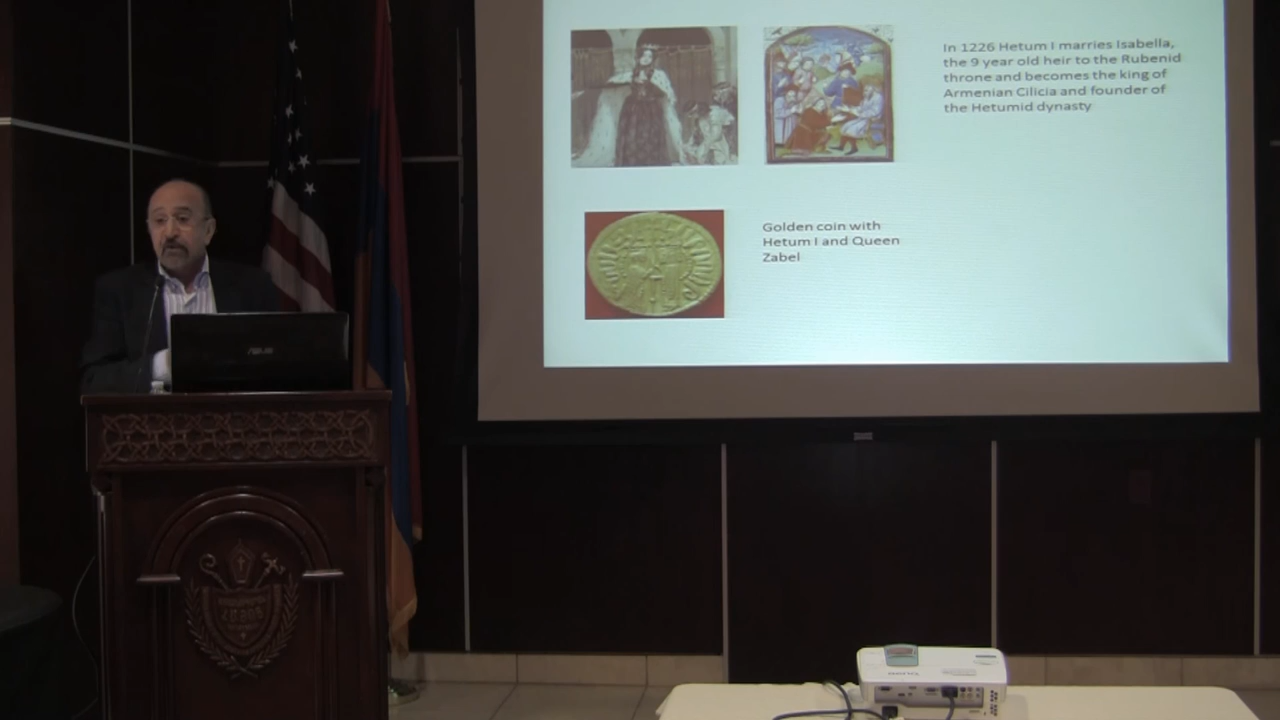 In 1226 Hetum I marries Isabella,
the 9 year old heir to the Rubenid
throne and becomes the king of
Armenian Cilicia and founder of
the Hetumid dynasty
Golden coin with
Hetum I and Queen
Zabel
ASUS